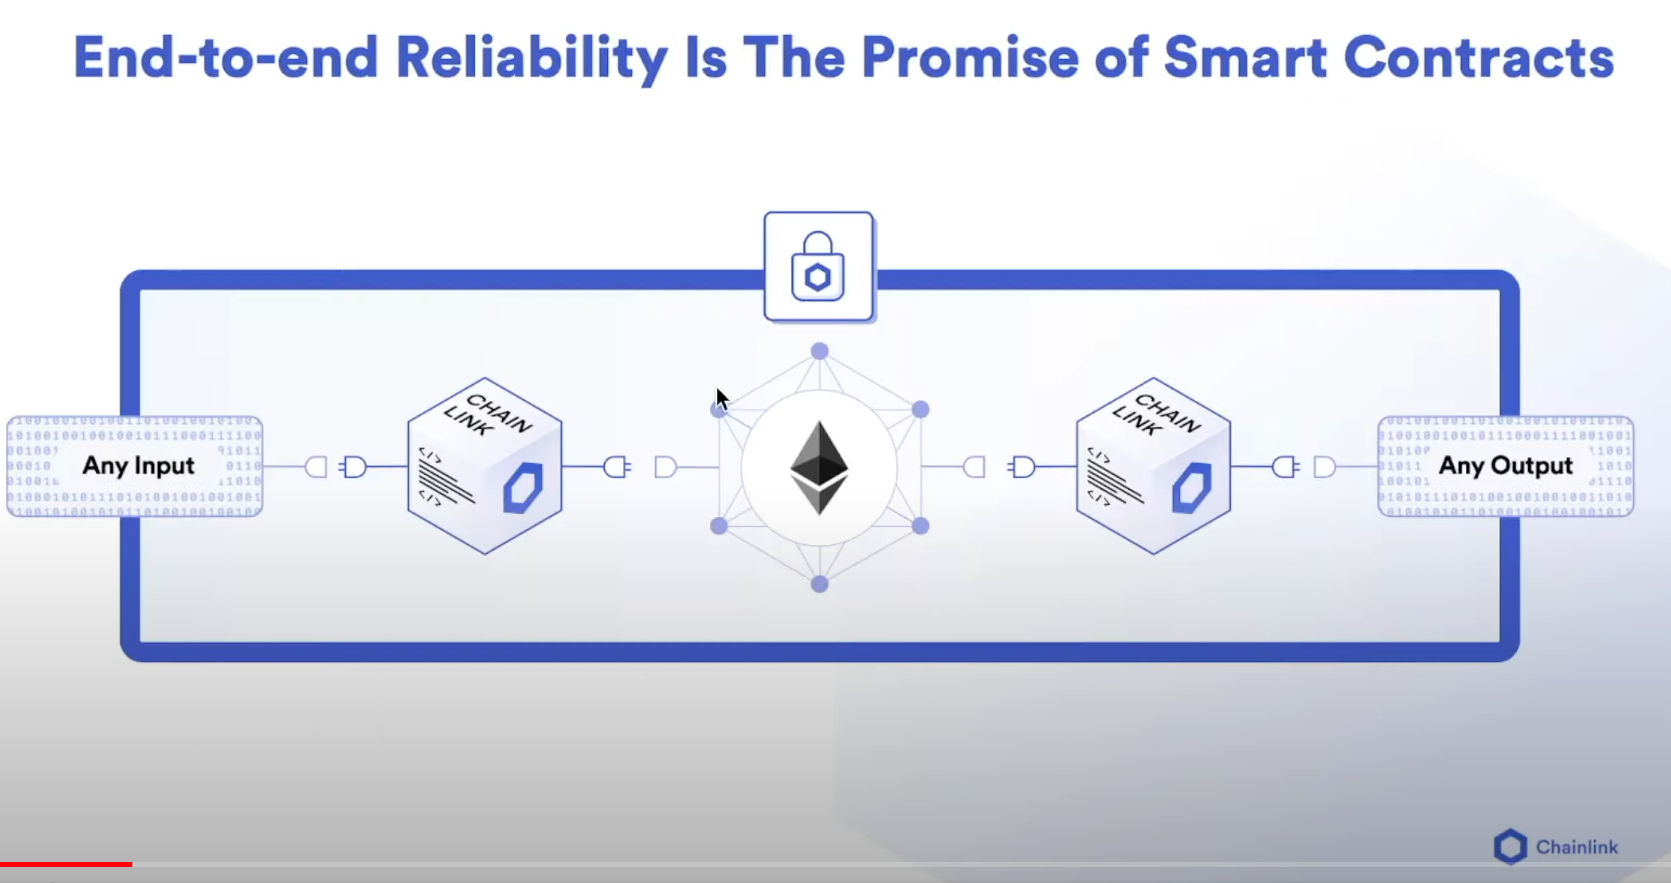 End-to-end Reliability Is The Promise of Smart Contracts
CHAIN
LINK
</>
</>
CHAIN
LINK
</>
</>
Any Input
Any Output
Chainlink